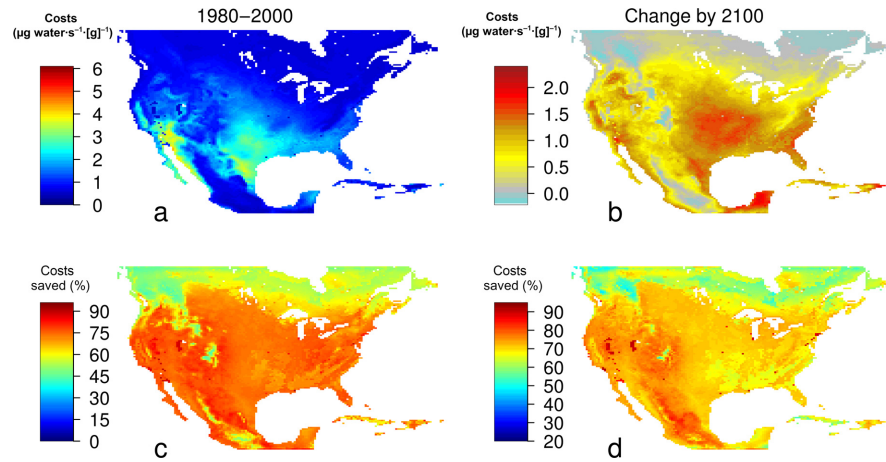 1980–2000
Change by 2100
Costs
(µg water·s⁻¹·[g]⁻¹)
6
5
4
3
2
1
0
a
Costs
(µg water·s⁻¹·[g]⁻¹)
2.0
1.5
1.0
0.5
0.0
b
Costs
saved (%)
90
75
60
45
30
15
0
c
Costs
saved (%)
90
80
70
60
50
40
30
20
d